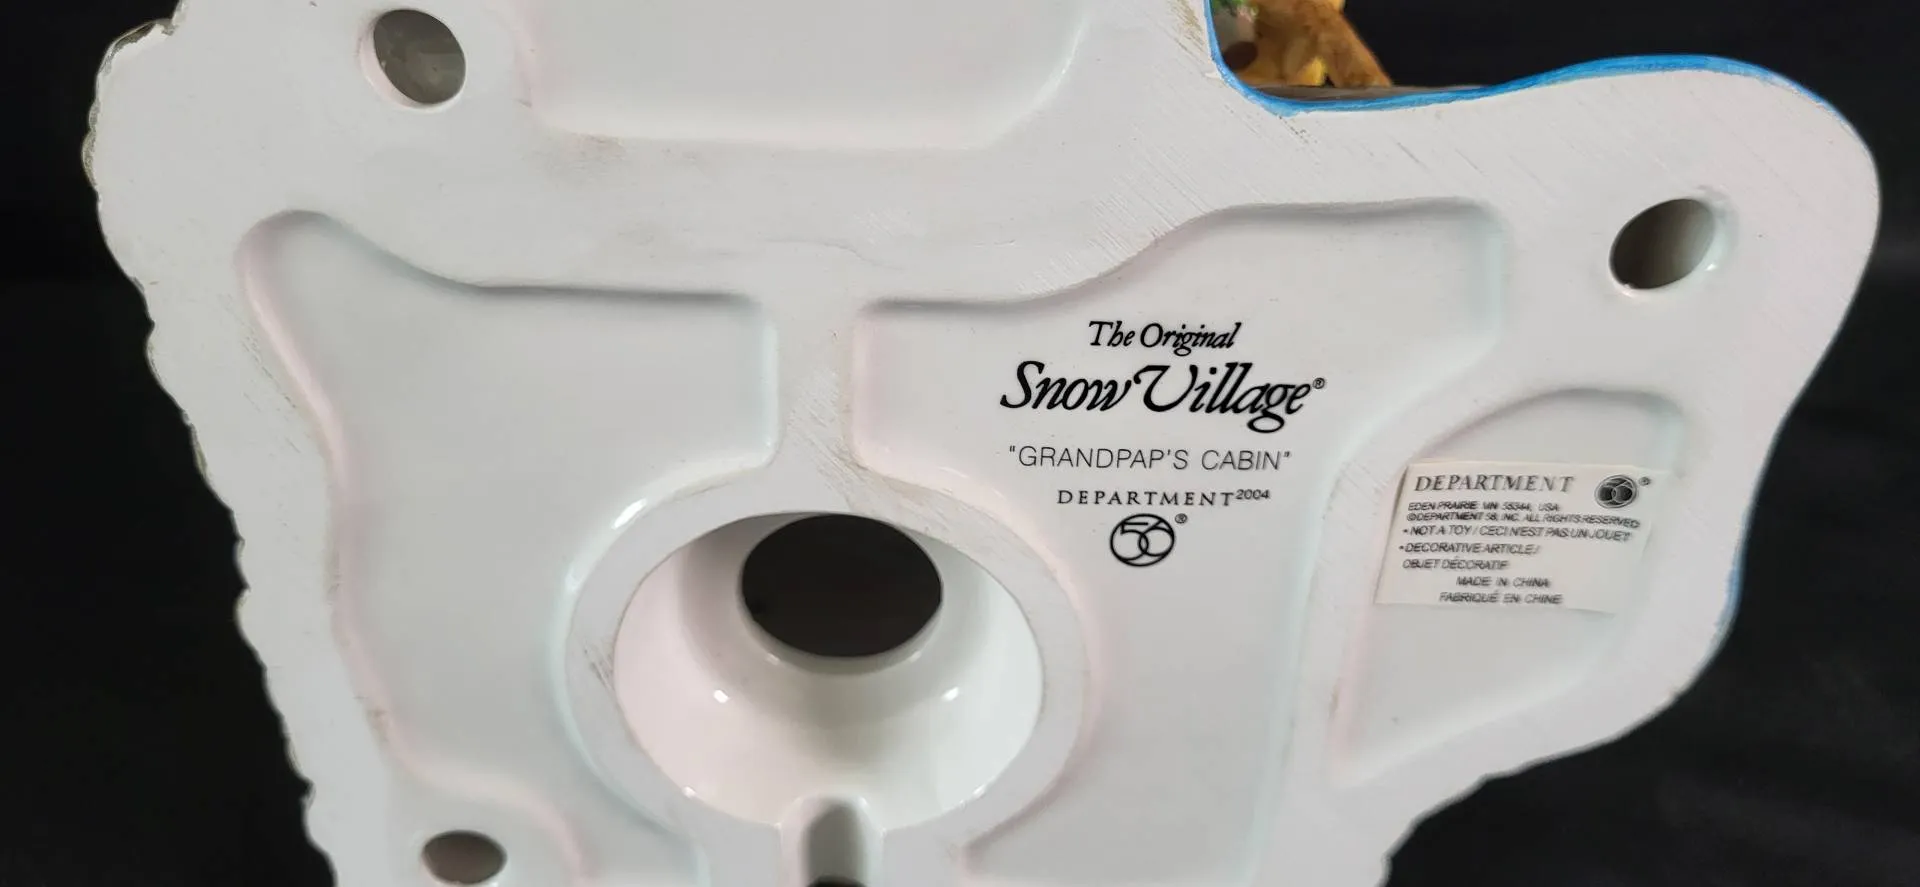 The Original
Snow Village®
"GRANDPAP'S CABIN"
DEPARTMENT 2004
56®
DEPARTMENT 56®
EDEN PRAIRIE MN 55344, USA
©DEPARTMENT 56, INC. ALL RIGHTS RESERVED
• NOT A TOY / CECI N'EST PAS UN JOUET
• DECORATIVE ARTICLE /
OBJET DÉCORATIF
MADE IN CHINA
FABRIQUÉ EN CHINE